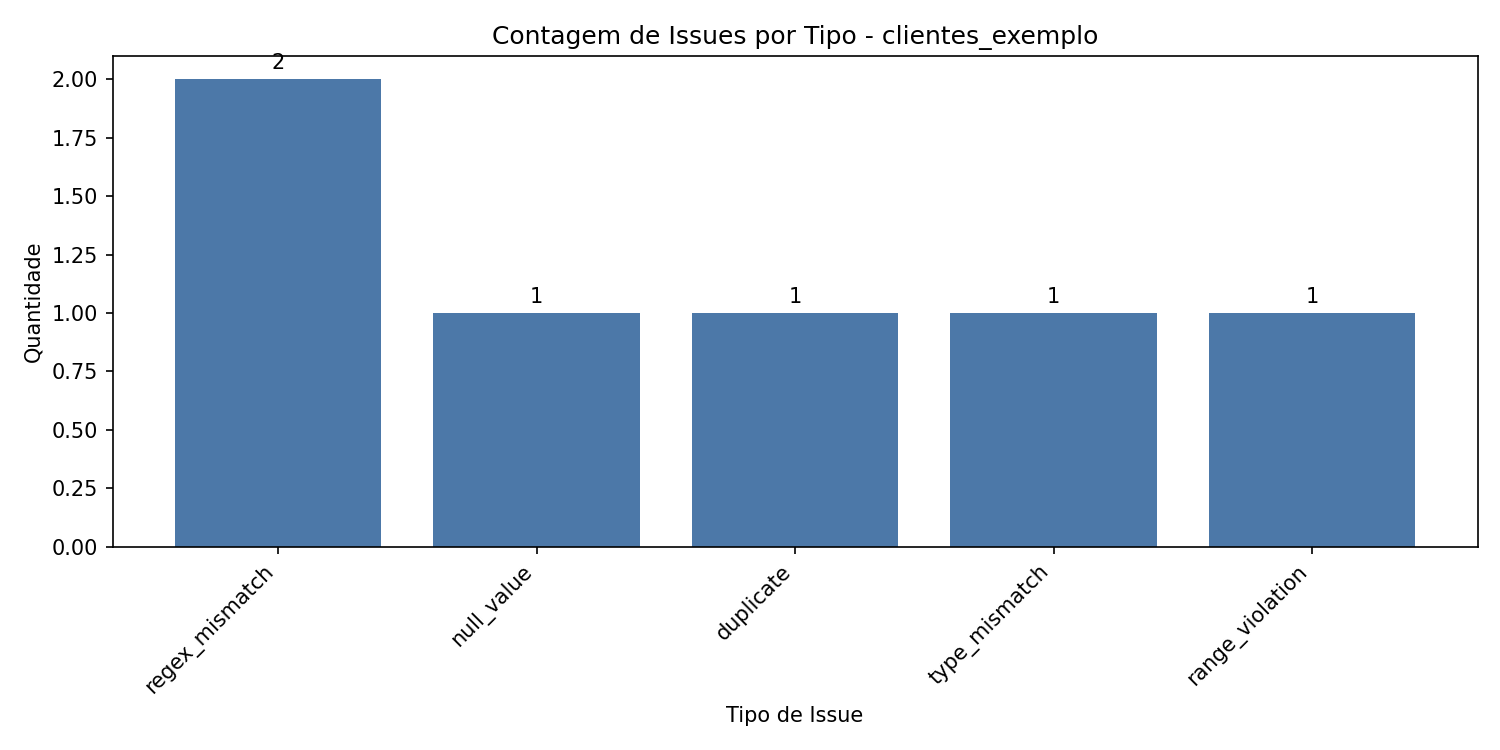 Contagem de Issues por Tipo - clientes_exemplo
2
2.00
1.75
1.50
1.25
1.00
0.75
0.50
0.25
0.00
1
1
1
1
Quantidade
regex_mismatch
null_value
duplicate
type_mismatch
range_violation
Tipo de Issue